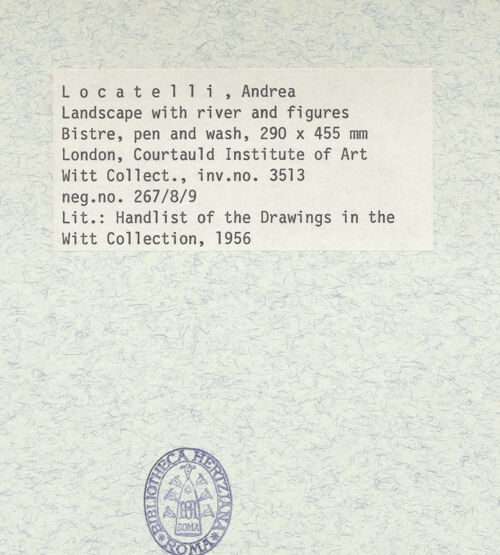 L o c a t e l l i , Andrea
Landscape with river and figures
Bistre, pen and wash, 290 x 455 mm
London, Courtauld Institute of Art
Witt Collect., inv.no. 3513
neg.no. 267/8/9
Lit.: Handlist of the Drawings in the
Witt Collection, 1956
BIBLIOTHECA HERTZIANA
ROMA
ROMA